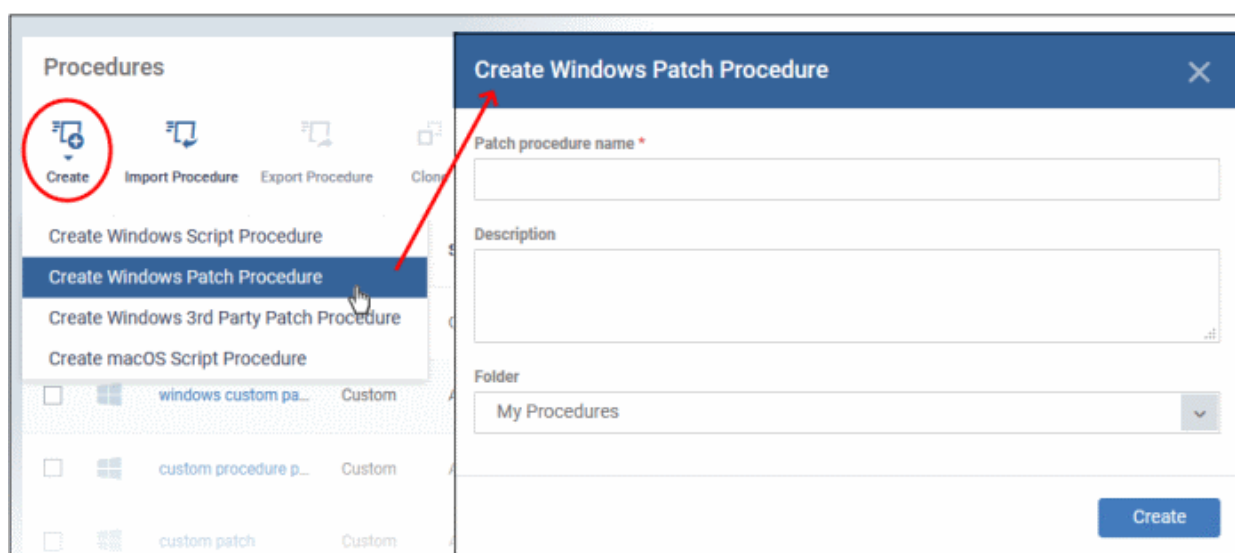 Procedures
Create
Import Procedure
Export Procedure
Create Windows Script Procedure
Create Windows Patch Procedure
Create Windows 3rd Party Patch Procedure
Create macOS Script Procedure
windows custom pa...
Custom
custom procedure p...
Custom
custom patch
Custom
Create Windows Patch Procedure
Patch procedure name *
Description
Folder
My Procedures
Create